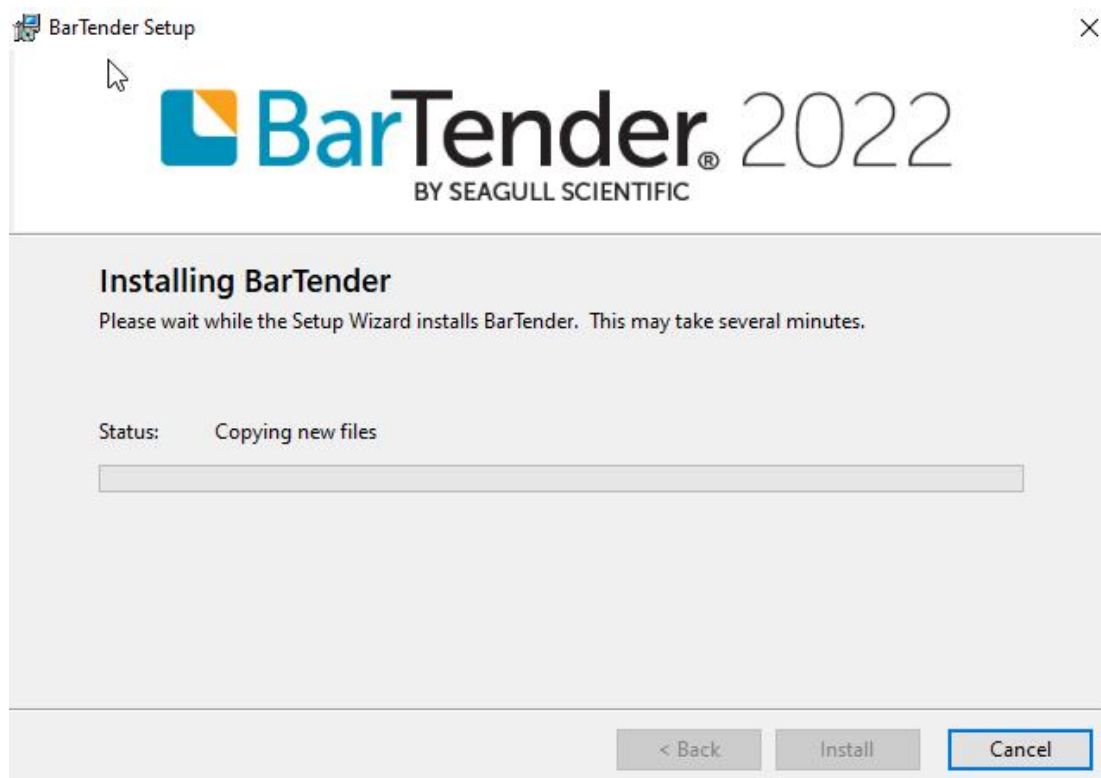 BarTender Setup
BarTender® 2022
BY SEAGULL SCIENTIFIC
Installing BarTender
Please wait while the Setup Wizard installs BarTender. This may take several minutes.
Status: Copying new files
< Back Install Cancel